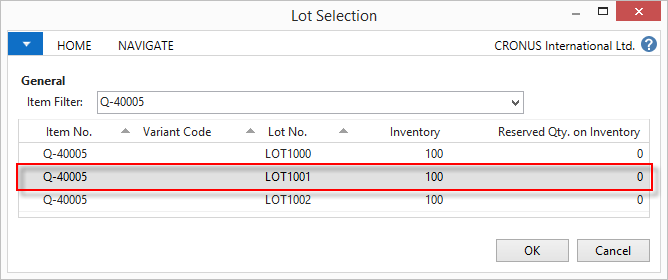 Lot Selection
HOME NAVIGATE CRONUS International Ltd. ?
General
Item Filter: Q-40005
Item No. Variant Code Lot No. Inventory Reserved Qty. on Inventory
Q-40005 LOT1000 100 0
Q-40005 LOT1001 100 0
Q-40005 LOT1002 100 0
OK Cancel